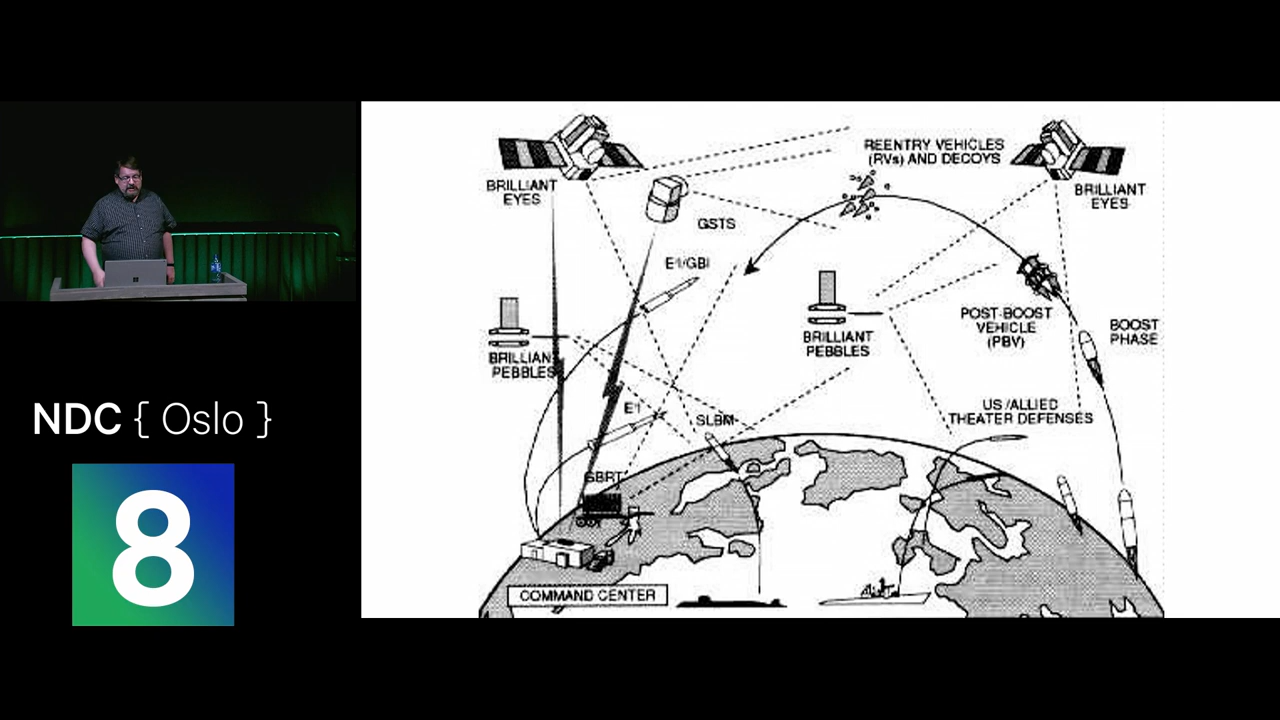 NDC { Oslo }
8
REENTRY VEHICLES
(RVs) AND DECOYS
BRILLIANT
EYES
BRILLIANT
EYES
GSTS
E1/GBI
BRILLIANT
PEBBLES
BRILLIANT
PEBBLES
POST-BOOST
VEHICLE
(PBV)
BOOST
PHASE
E1
SLBM
US/ALLIED
THEATER DEFENSES
GBRT
COMMAND CENTER